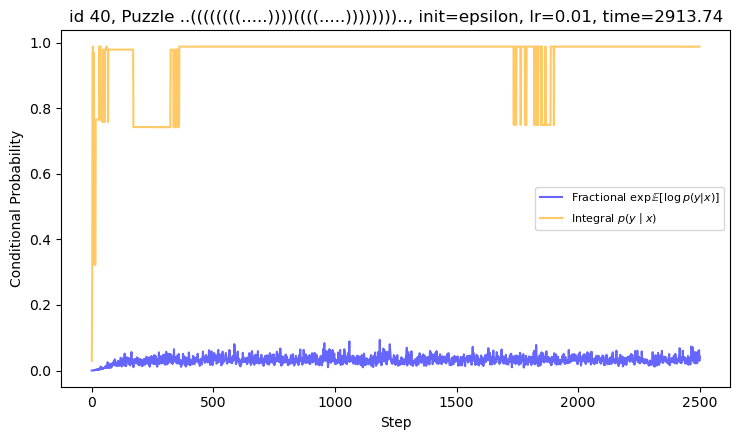 id 40, Puzzle ..((((((((.....))))((((.....)))))))).., init=epsilon, lr=0.01, time=2913.74
Conditional Probability
1.0
0.8
0.6
0.4
0.2
0.0
Fractional exp𝔼[log p(y|x)]
Integral p(y | x)
0 500 1000 1500 2000 2500
Step